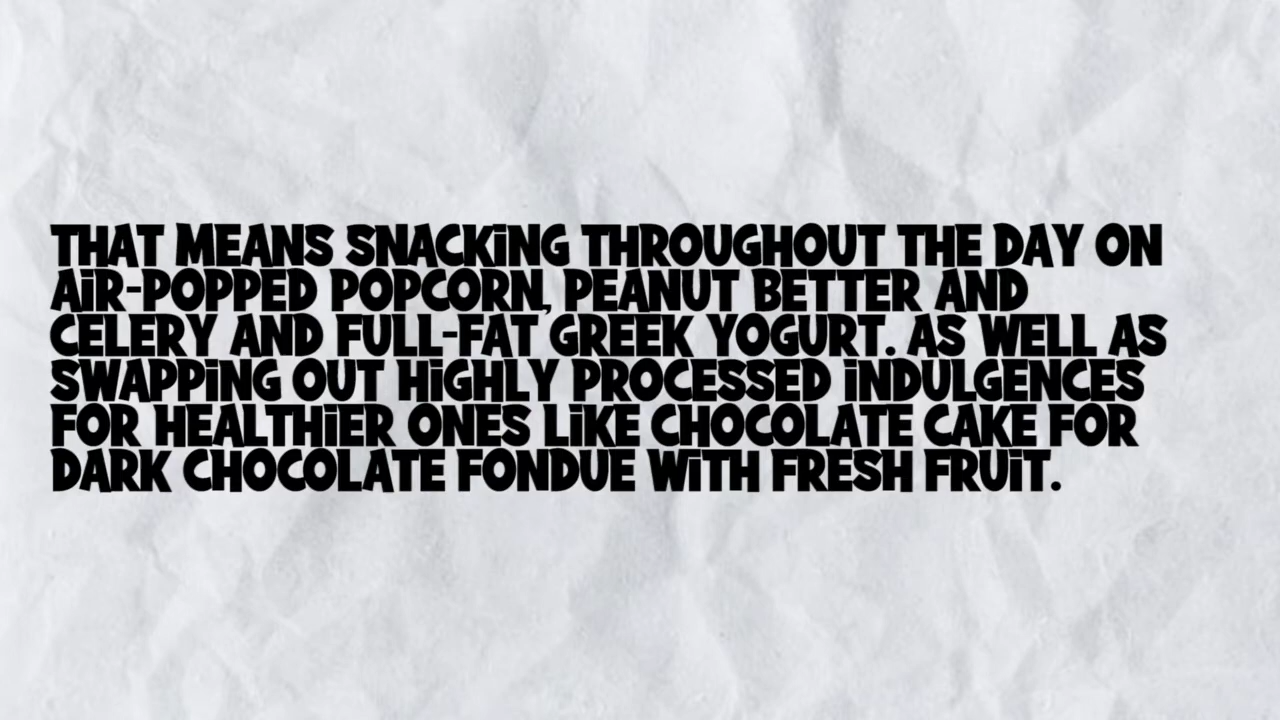 THAT MEANS SNACKiNG THROUGHOUT THE DAY ON
AiR-POPPED POPCORN, PEANUT BETTER AND
CELERY AND FULL-FAT GREEK YOGURT. AS WELL AS
SWAPPiNG OUT HiGHLY PROCESSED iNDULGENCES
FOR HEALTHiER ONES LiKE CHOCOLATE CAKE FOR
DARK CHOCOLATE FONDUE WiTH FRESH FRUiT.